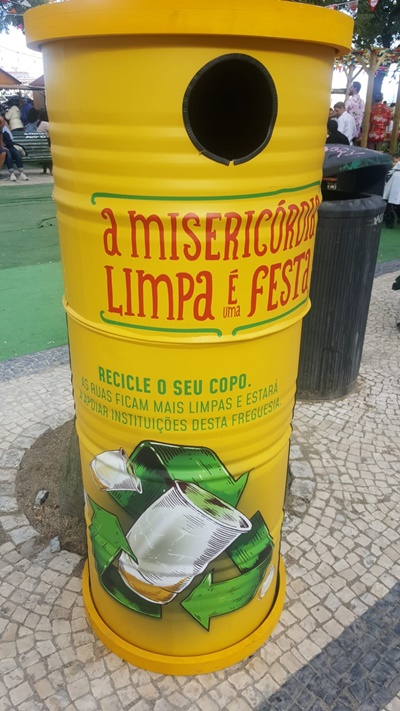 a MISERICÓRDIA
LIMPA É uma FESTA
RECICLE O SEU COPO.
AS RUAS FICAM MAIS LIMPAS E ESTARÁ
A APOIAR INSTITUIÇÕES DESTA FREGUESIA.